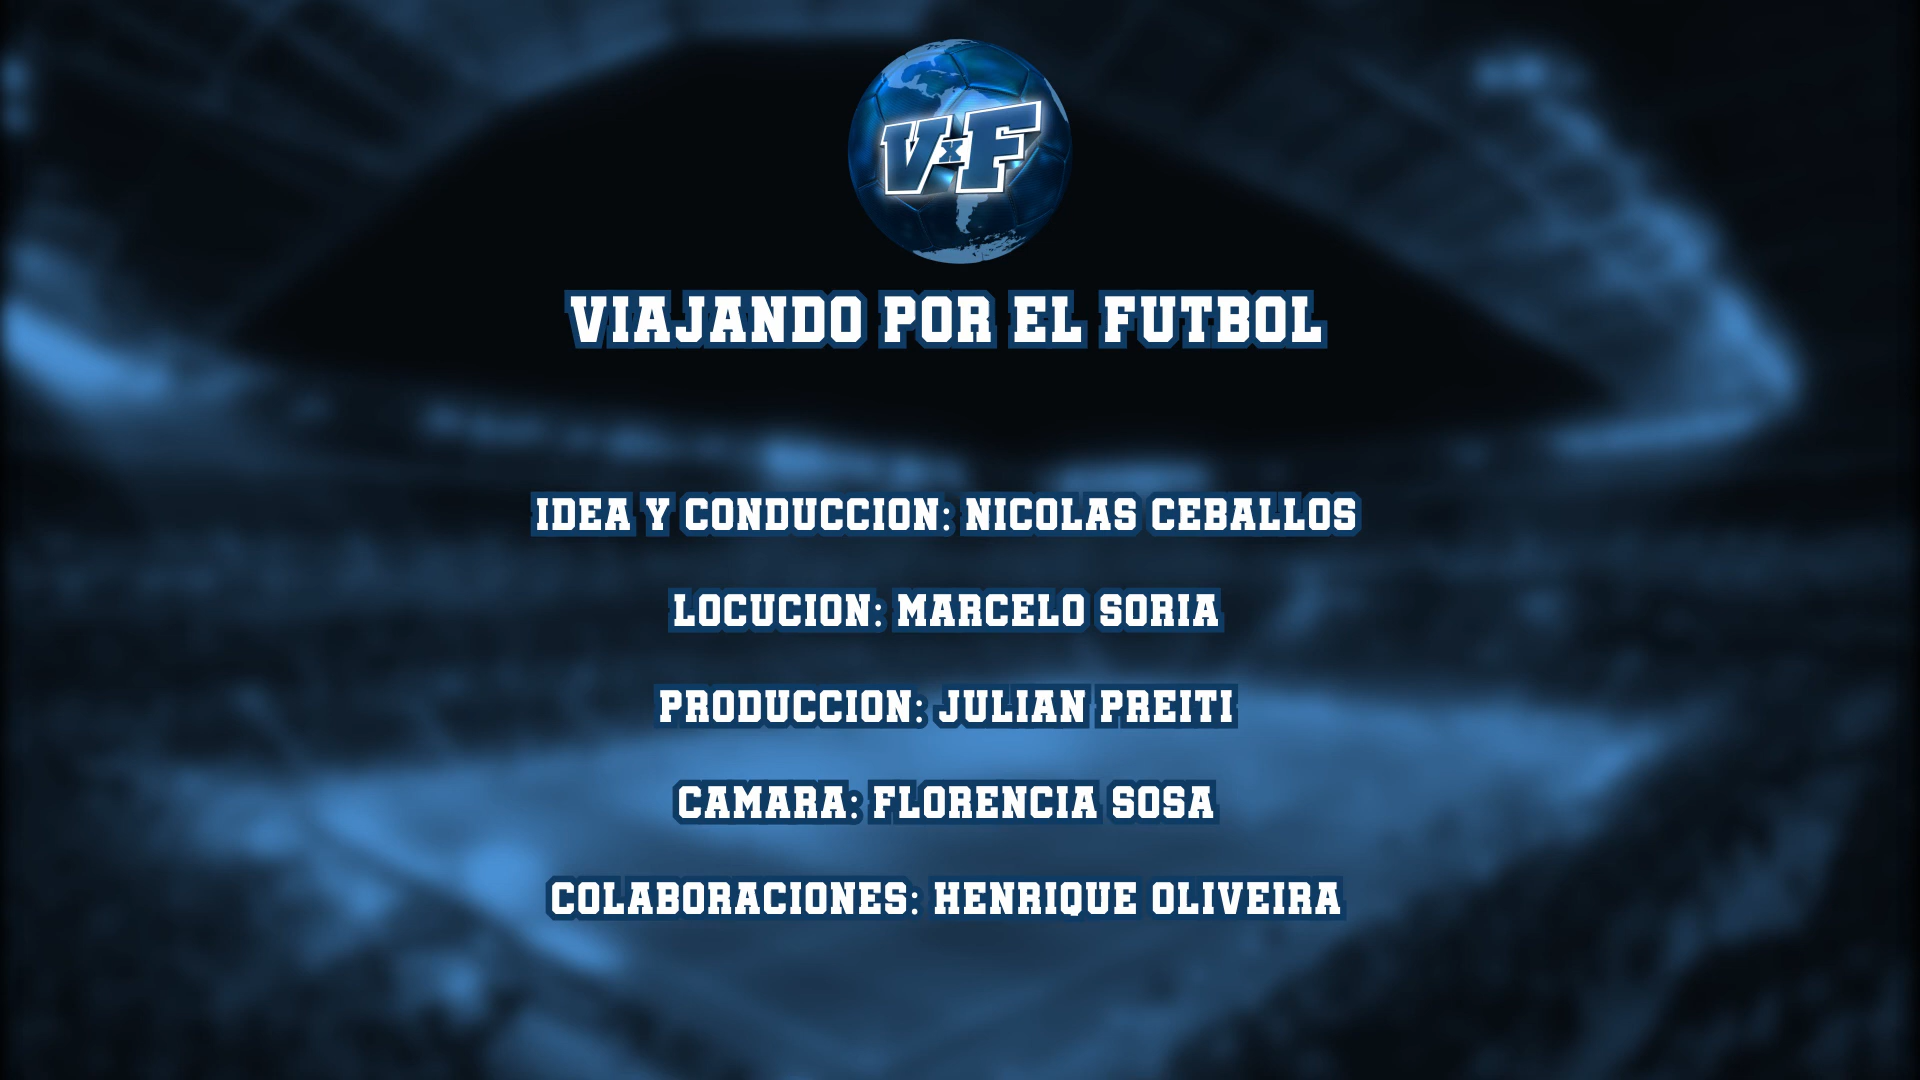 VxF
VIAJANDO POR EL FUTBOL
IDEA Y CONDUCCION: NICOLAS CEBALLOS
LOCUCION: MARCELO SORIA
PRODUCCION: JULIAN PREITI
CAMARA: FLORENCIA SOSA
COLABORACIONES: HENRIQUE OLIVEIRA